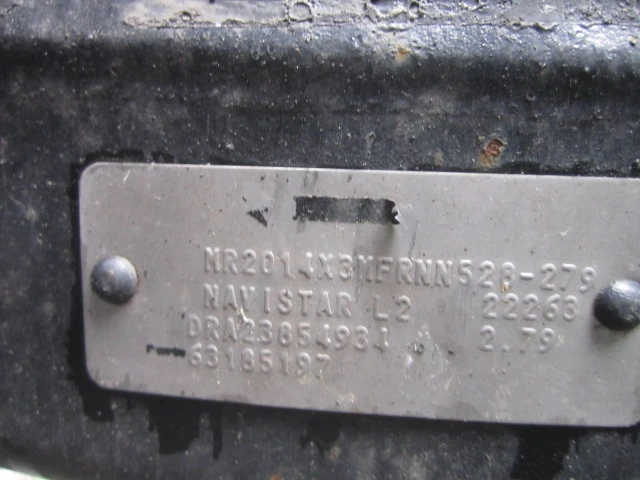 MR2014X3MFRNN528-279
NAVISTAR L2 22263
DRA23854934 2.79
63185197